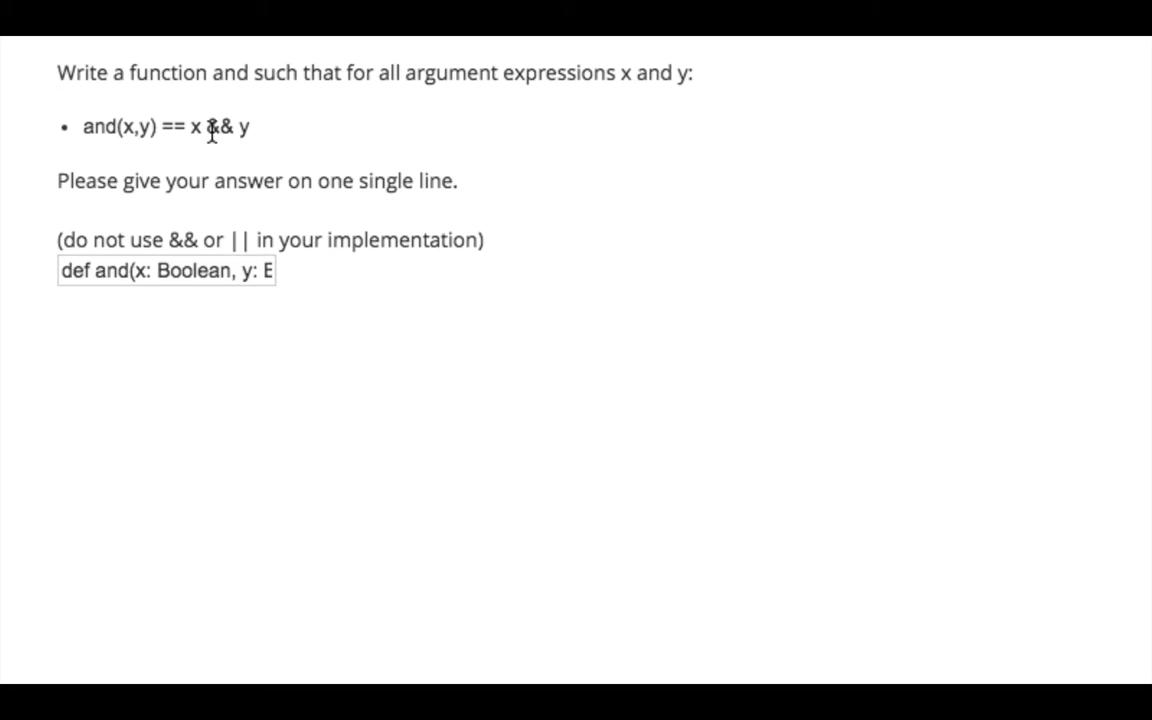 Write a function and such that for all argument expressions x and y:
• and(x,y) == x && y
Please give your answer on one single line.
(do not use && or || in your implementation)
def and(x: Boolean, y: E